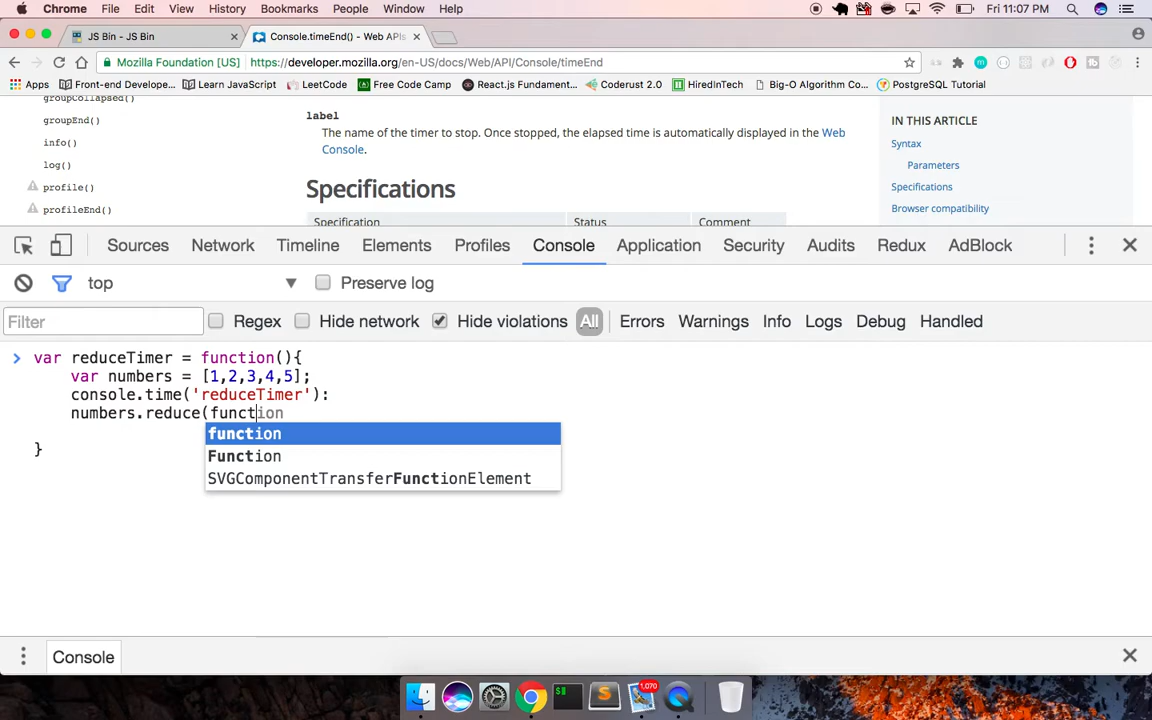 Chrome File Edit View History Bookmarks People Window Help Fri 11:07 PM
JS Bin - JS Bin Console.timeEnd() - Web APIs
Mozilla Foundation [US] https://developer.mozilla.org/en-US/docs/Web/API/Console/timeEnd
Apps Front-end Develope... Learn JavaScript LeetCode Free Code Camp React.js Fundament... Coderust 2.0 HiredInTech Big-O Algorithm Co... PostgreSQL Tutorial
groupCollapsed()
groupEnd()
info()
log()
profile()
profileEnd()
label
The name of the timer to stop. Once stopped, the elapsed time is automatically displayed in the Web
Console.
Specifications
Specification Status Comment
IN THIS ARTICLE
Syntax
Parameters
Specifications
Browser compatibility
Sources Network Timeline Elements Profiles Console Application Security Audits Redux AdBlock
top Preserve log
Filter Regex Hide network Hide violations All Errors Warnings Info Logs Debug Handled
> var reduceTimer = function(){
var numbers = [1,2,3,4,5];
console.time('reduceTimer'):
numbers.reduce(function
function
Function
SVGComponentTransferFunctionElement
}
Console
1,070